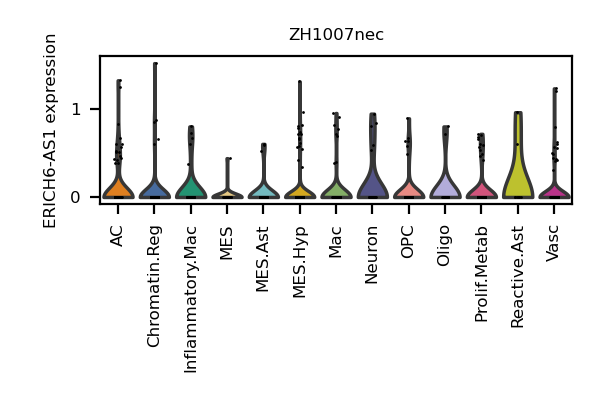 ZH1007nec
ERICH6-AS1 expression
1
0
AC
Chromatin.Reg
Inflammatory.Mac
MES
MES.Ast
MES.Hyp
Mac
Neuron
OPC
Oligo
Prolif.Metab
Reactive.Ast
Vasc